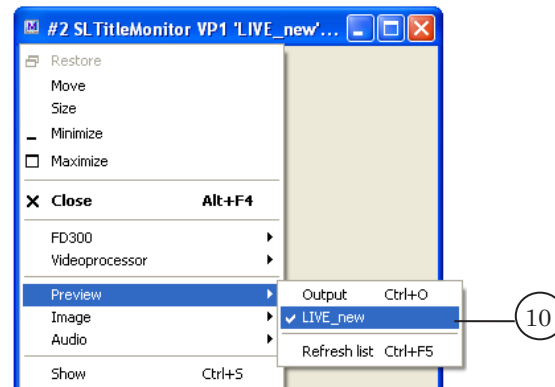 #2 SLTitleMonitor VP1 'LIVE_new'...
Restore
Move
Size
Minimize
Maximize
Close Alt+F4
FD300
Videoprocessor
Preview
Image
Audio
Show Ctrl+S
Output Ctrl+O
LIVE_new
Refresh list Ctrl+F5
10